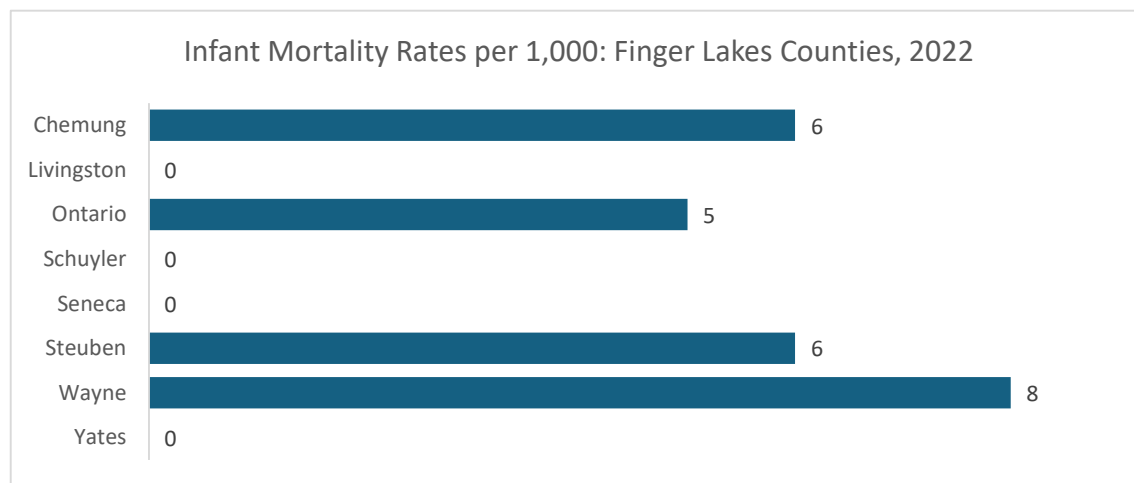 Infant Mortality Rates per 1,000: Finger Lakes Counties, 2022
Chemung 6
Livingston 0
Ontario 5
Schuyler 0
Seneca 0
Steuben 6
Wayne 8
Yates 0